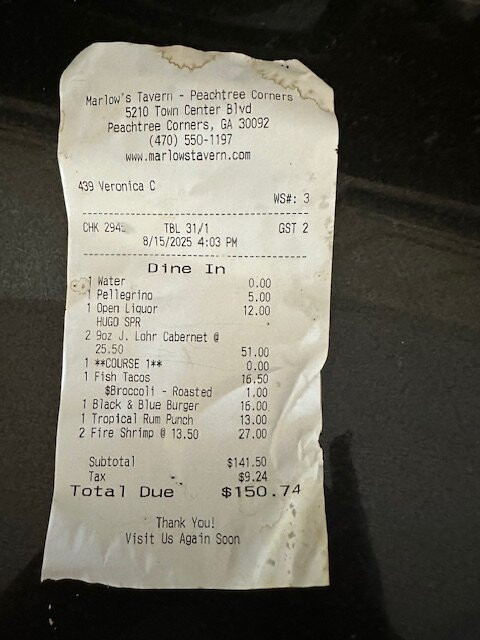 Marlow's Tavern - Peachtree Corners
5210 Town Center Blvd
Peachtree Corners, GA 30092
(470) 550-1197
www.marlowstavern.com
439 Veronica C
WS#: 3
CHK 2945 TBL 31/1 GST 2
8/15/2025 4:03 PM
Dine In
1 Water 0.00
1 Pellegrino 5.00
1 Open Liquor 12.00
HUGO SPR
2 9oz J. Lohr Cabernet @
25.50 51.00
1 **COURSE 1** 0.00
1 Fish Tacos 16.50
$Broccoli - Roasted 1.00
1 Black & Blue Burger 16.00
1 Tropical Rum Punch 13.00
2 Fire Shrimp @ 13.50 27.00
Subtotal $141.50
Tax $9.24
Total Due $150.74
Thank You!
Visit Us Again Soon